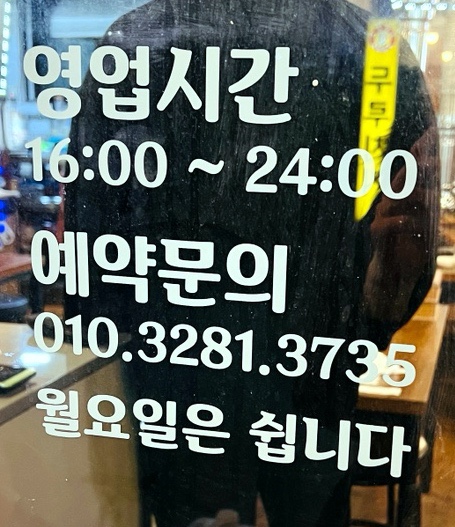 영업시간
16:00 ~ 24:00
예약문의
010.3281.3735
월요일은 쉽니다